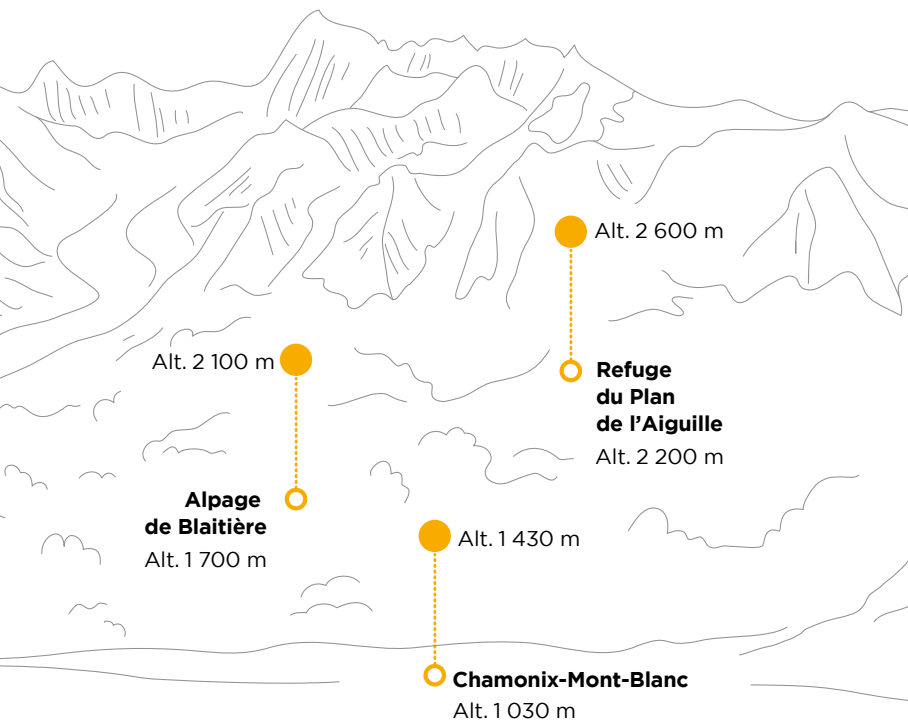 Alt. 2 600 m
Alt. 2 100 m
Refuge
du Plan
de l’Aiguille
Alt. 2 200 m
Alpage
de Blaitière
Alt. 1 700 m
Alt. 1 430 m
Chamonix-Mont-Blanc
Alt. 1 030 m